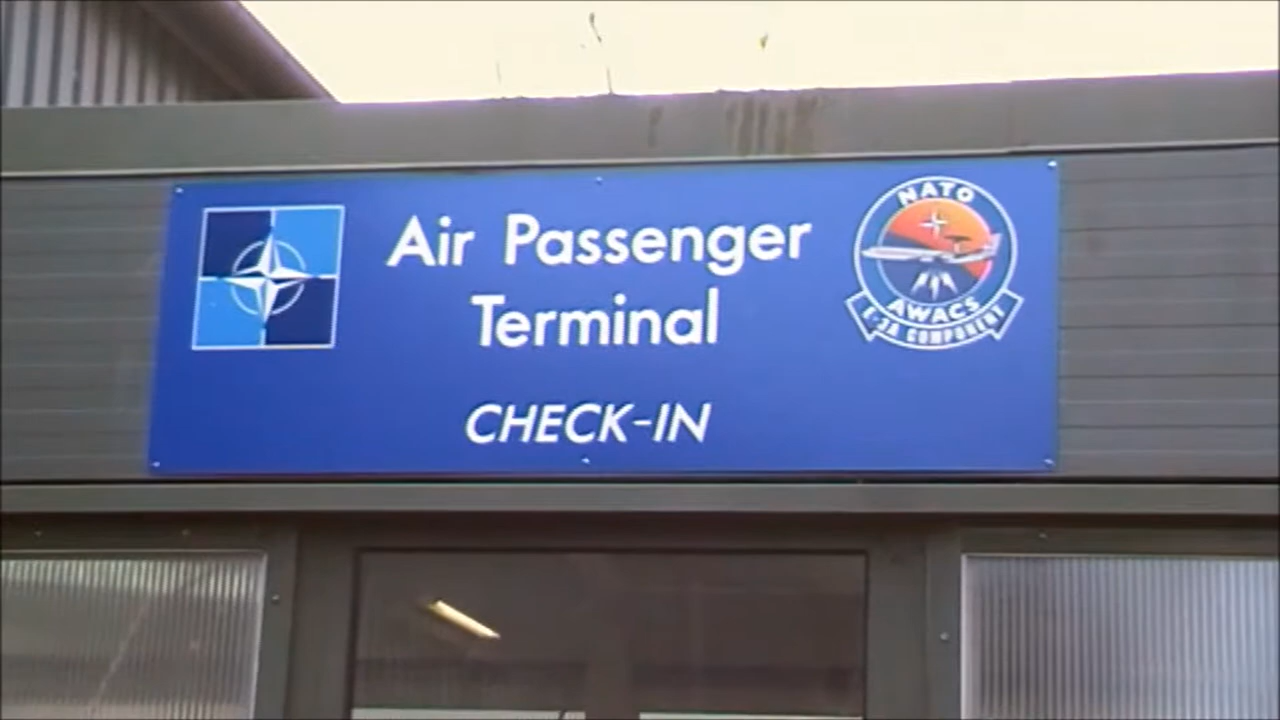 Air Passenger
Terminal
CHECK-IN
NATO
AWACS
E-3A COMPONENT